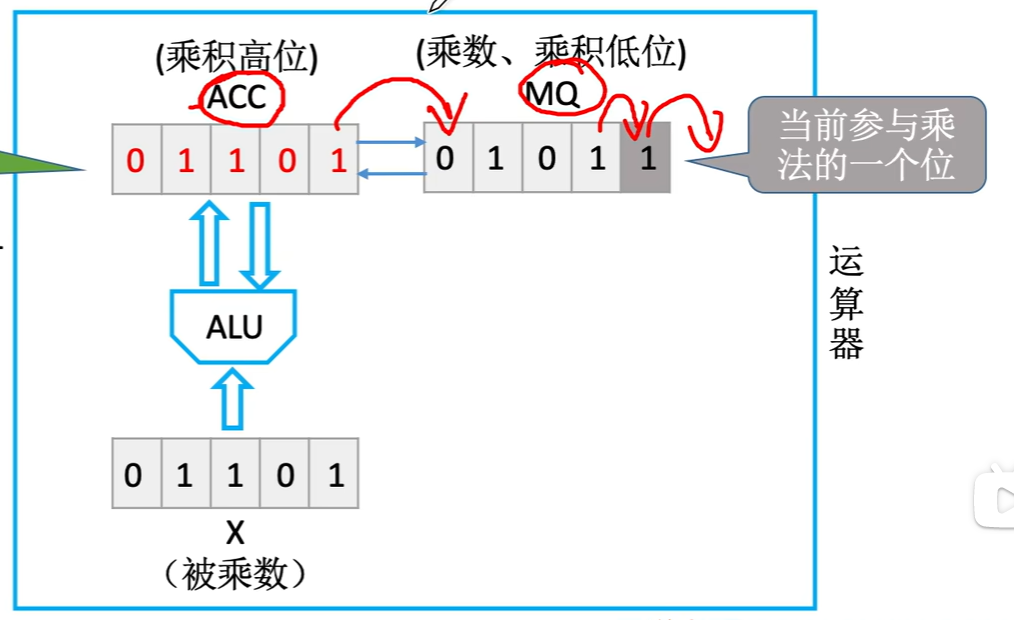 (乘积高位)
ACC
(乘数、乘积低位)
MQ
0 1 1 0 1
0 1 0 1 1
当前参与乘
法的一个位
ALU
运
算
器
0 1 1 0 1
X
（被乘数）